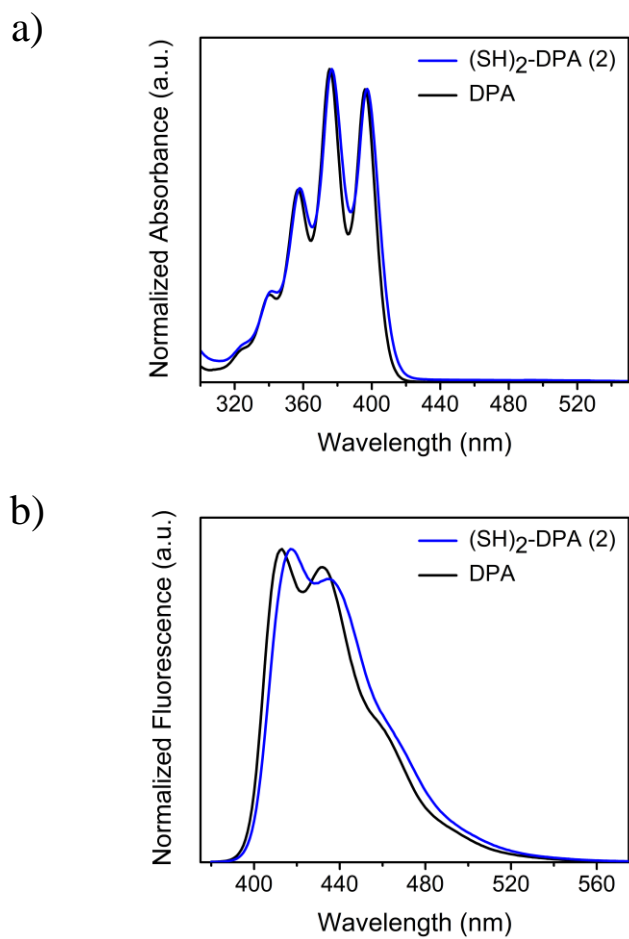 a)
Normalized Absorbance (a.u.)
(SH)2-DPA (2)
DPA
320 360 400 440 480 520
Wavelength (nm)
b)
Normalized Fluorescence (a.u.)
(SH)2-DPA (2)
DPA
400 440 480 520 560
Wavelength (nm)